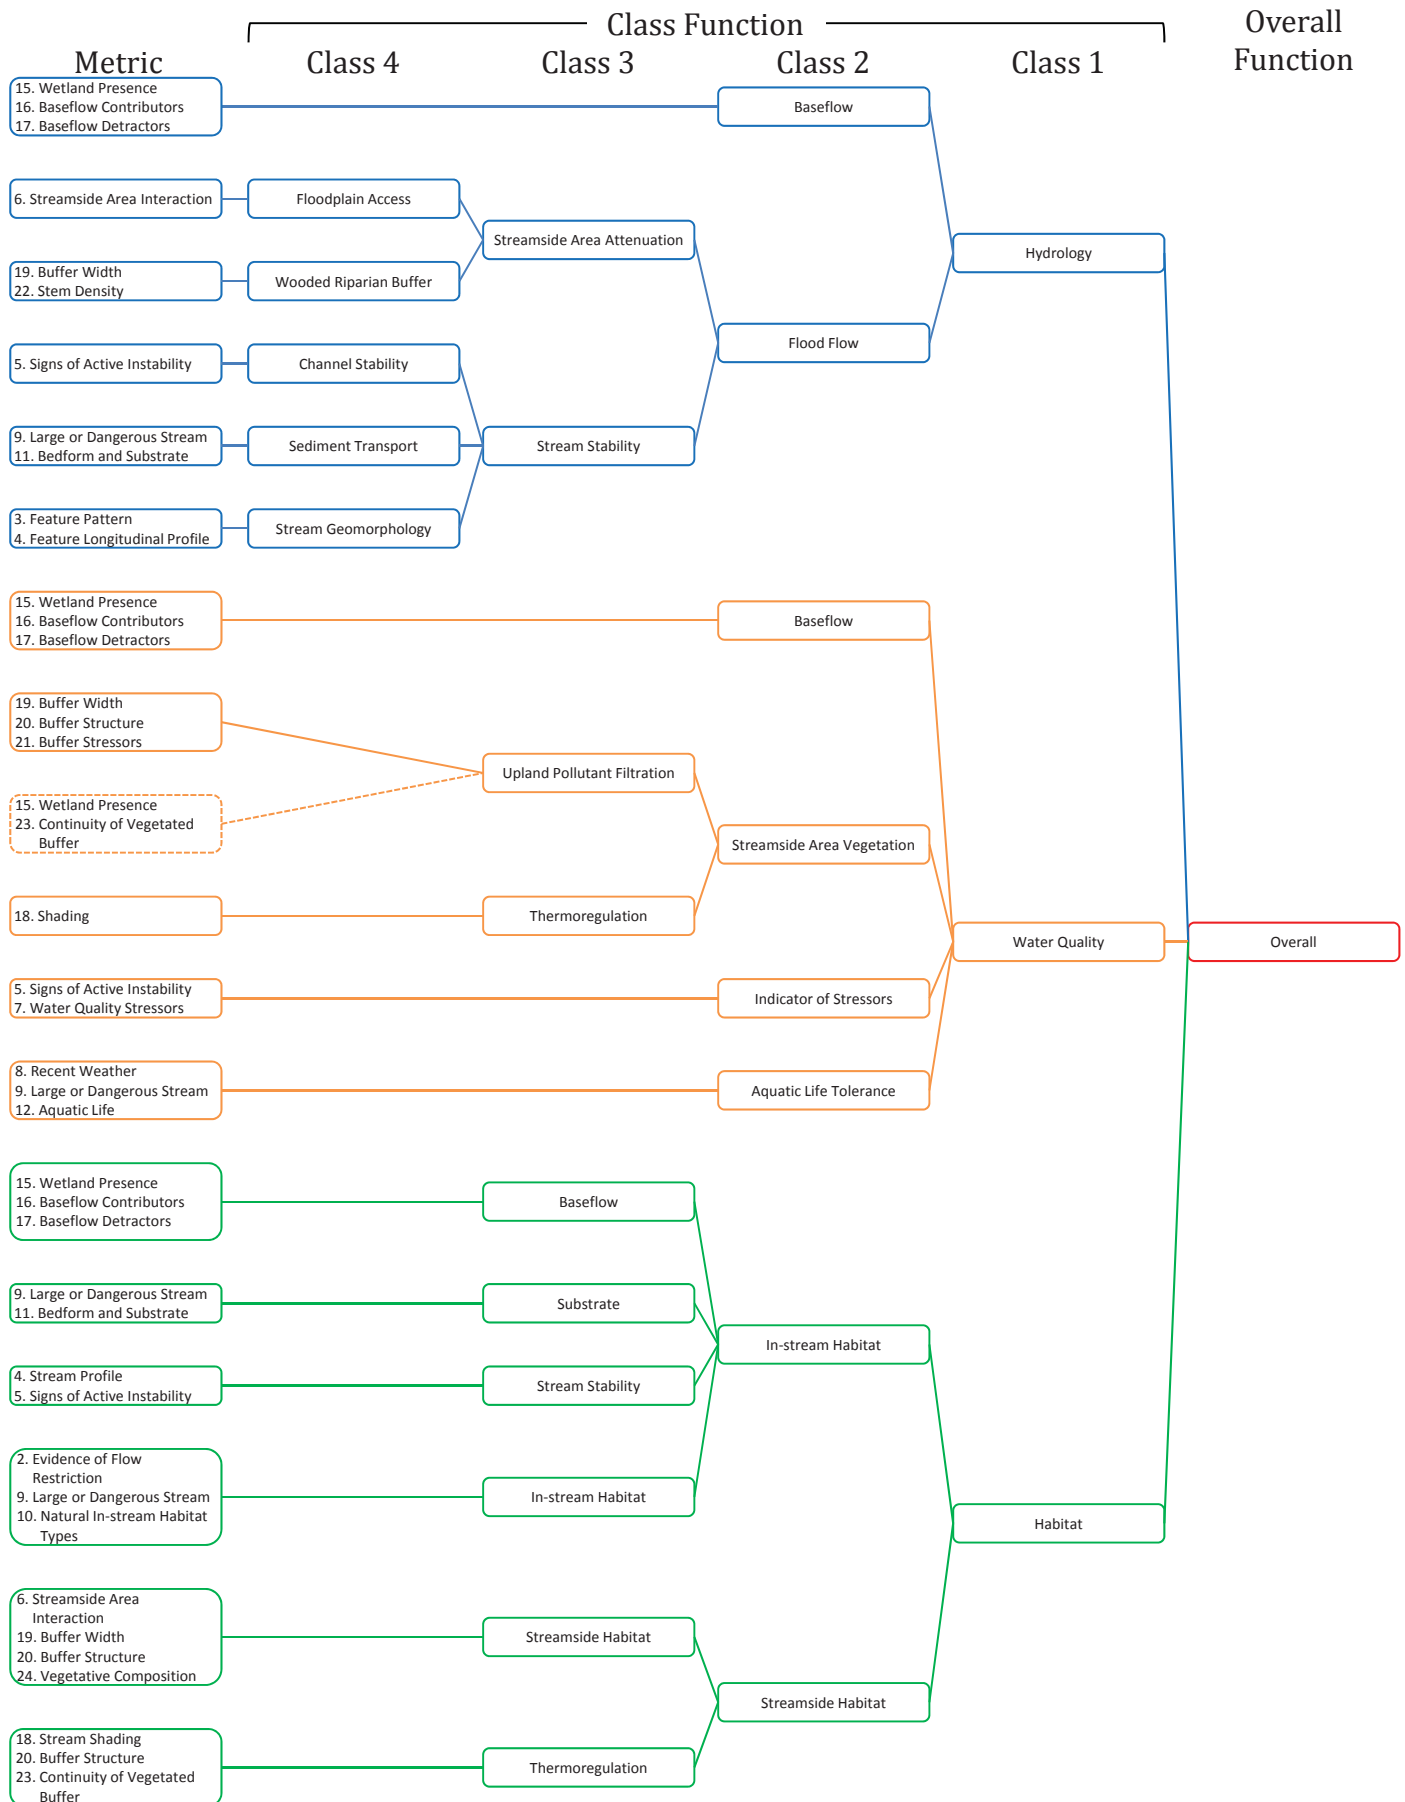 Class Function
Overall
Function
Metric
Class 4
Class 3
Class 2
Class 1
15. Wetland Presence
16. Baseflow Contributors
17. Baseflow Detractors
Baseflow
6. Streamside Area Interaction
Floodplain Access
Streamside Area Attenuation
Hydrology
19. Buffer Width
22. Stem Density
Wooded Riparian Buffer
Flood Flow
5. Signs of Active Instability
Channel Stability
9. Large or Dangerous Stream
11. Bedform and Substrate
Sediment Transport
Stream Stability
3. Feature Pattern
4. Feature Longitudinal Profile
Stream Geomorphology
15. Wetland Presence
16. Baseflow Contributors
17. Baseflow Detractors
Baseflow
19. Buffer Width
20. Buffer Structure
21. Buffer Stressors
Upland Pollutant Filtration
15. Wetland Presence
23. Continuity of Vegetated
Buffer
Streamside Area Vegetation
18. Shading
Thermoregulation
Water Quality
Overall
5. Signs of Active Instability
7. Water Quality Stressors
Indicator of Stressors
8. Recent Weather
9. Large or Dangerous Stream
12. Aquatic Life
Aquatic Life Tolerance
15. Wetland Presence
16. Baseflow Contributors
17. Baseflow Detractors
Baseflow
9. Large or Dangerous Stream
11. Bedform and Substrate
Substrate
In-stream Habitat
4. Stream Profile
5. Signs of Active Instability
Stream Stability
2. Evidence of Flow
Restriction
9. Large or Dangerous Stream
10. Natural In-stream Habitat
Types
In-stream Habitat
Habitat
6. Streamside Area
Interaction
19. Buffer Width
20. Buffer Structure
24. Vegetative Composition
Streamside Habitat
Streamside Habitat
18. Stream Shading
20. Buffer Structure
23. Continuity of Vegetated
Buffer
Thermoregulation